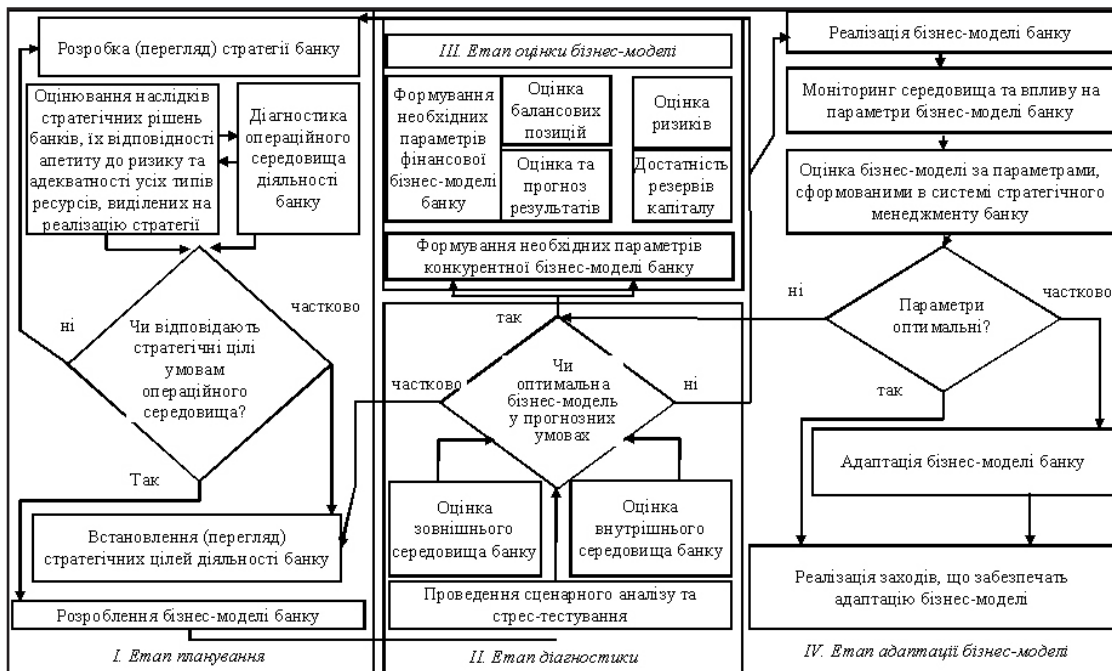 Розробка (перегляд) стратегії банку
Оцінювання наслідків
стратегічних рішень
банків, їх відповідності
апетиту до ризику та
адекватності усіх типів
ресурсів, виділених на
реалізацію стратегії
Діагностика
операційного
середовища
діяльності
банку
ні
частково
Чи відповідають
стратегічні цілі
умовам
операційного
середовища?
Так
Встановлення (перегляд)
стратегічних цілей діяльності банку
Розроблення бізнес-моделі банку
І. Етап планування
ІІІ. Етап оцінки бізнес-моделі
Формування
необхідних
параметрів
фінансової
бізнес-моделі
банку
Оцінка
балансових
позицій
Оцінка
ризиків
Оцінка та
прогноз
результатів
Достатність
резервів
капіталу
Формування необхідних параметрів
конкурентної бізнес-моделі банку
так
частково
Чи
оптимальна
бізнес-модель
у прогнозних
умовах
ні
Оцінка
зовнішнього
середовища банку
Оцінка
внутрішнього
середовища банку
Проведення сценарного аналізу та
стрес-тестування
ІІ. Етап діагностики
Реалізація бізнес-моделі банку
Моніторинг середовища та впливу на
параметри бізнес-моделі банку
Оцінка бізнес-моделі за параметрами,
сформованими в системі стратегічного
менеджменту банку
ні
частково
Параметри
оптимальні?
так
Адаптація бізнес-моделі банку
Реалізація заходів, що забезпечать
адаптацію бізнес-моделі
IV. Етап адаптації бізнес-моделі